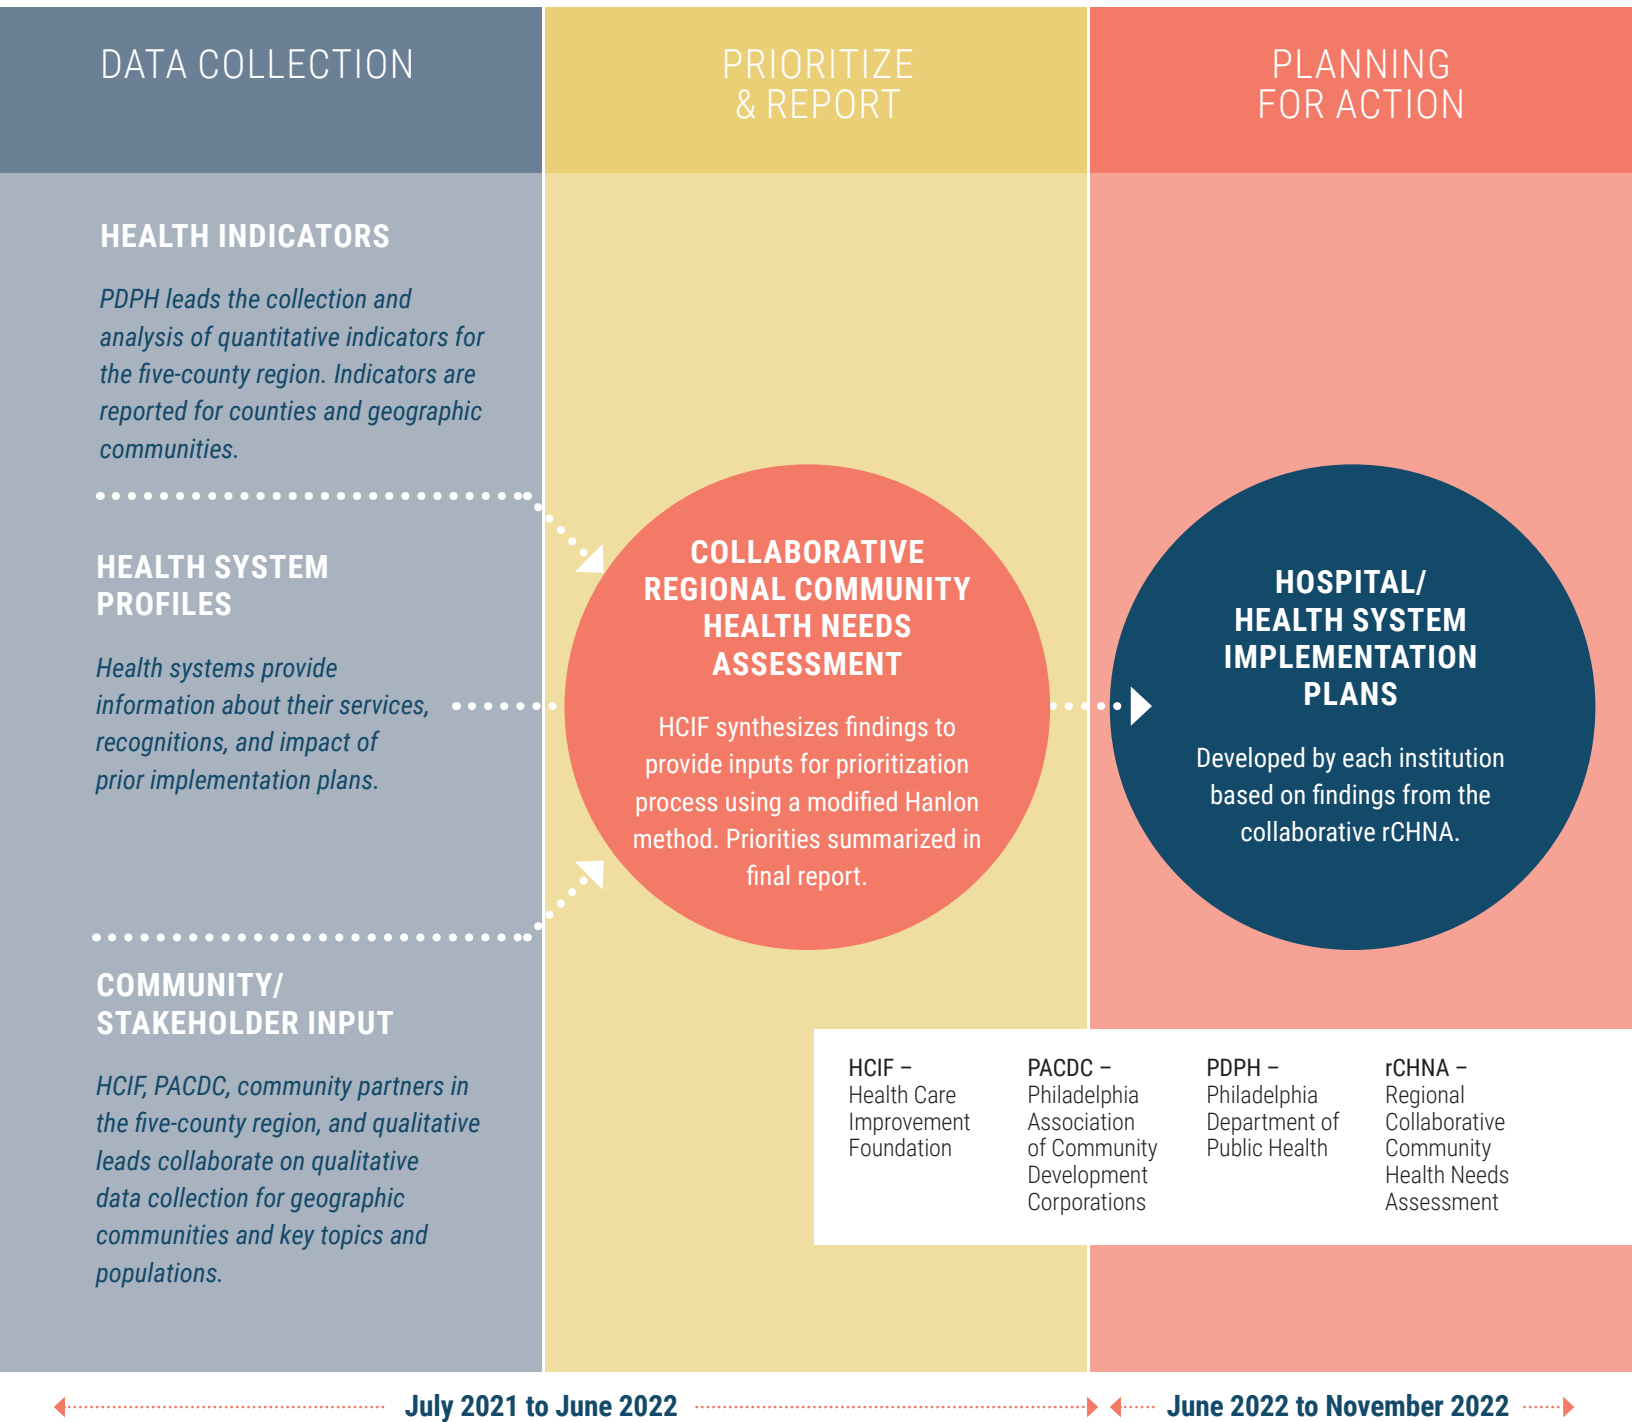 DATA COLLECTION
HEALTH INDICATORS
PDPH leads the collection and
analysis of quantitative indicators for
the five-county region. Indicators are
reported for counties and geographic
communities.
HEALTH SYSTEM
PROFILES
Health systems provide
information about their services,
recognitions, and impact of
prior implementation plans.
COMMUNITY/
STAKEHOLDER INPUT
HCIF, PACDC, community partners in
the five-county region, and qualitative
leads collaborate on qualitative
data collection for geographic
communities and key topics and
populations.
PRIORITIZE
& REPORT
COLLABORATIVE
REGIONAL COMMUNITY
HEALTH NEEDS
ASSESSMENT
HCIF synthesizes findings to
provide inputs for prioritization
process using a modified Hanlon
method. Priorities summarized in
final report.
PLANNING
FOR ACTION
HOSPITAL/
HEALTH SYSTEM
IMPLEMENTATION
PLANS
Developed by each institution
based on findings from the
collaborative rCHNA.
HCIF –
Health Care
Improvement
Foundation
PACDC –
Philadelphia
Association
of Community
Development
Corporations
PDPH –
Philadelphia
Department of
Public Health
rCHNA –
Regional
Collaborative
Community
Health Needs
Assessment
July 2021 to June 2022
June 2022 to November 2022